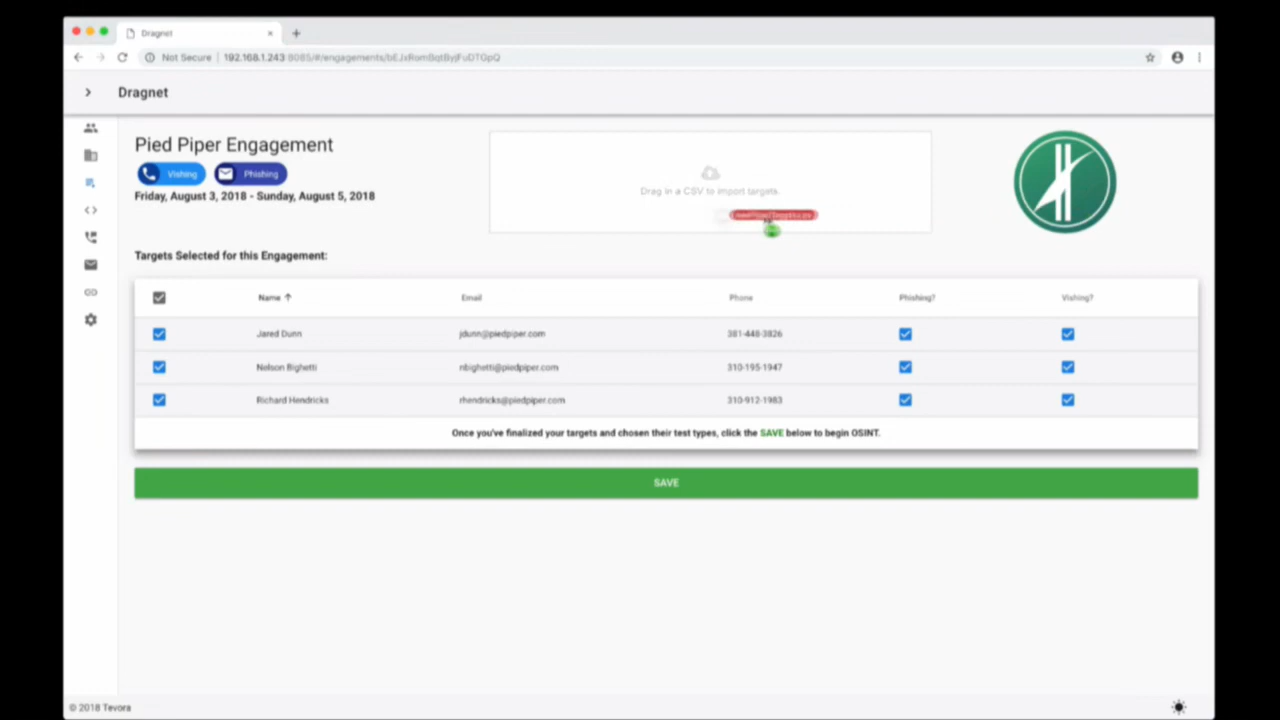 Dragnet
Not Secure | 192.168.1.243
Dragnet
Pied Piper Engagement
Vishing Phishing
Friday, August 3, 2018 - Sunday, August 5, 2018
Drag in a CSV to import targets.
Targets Selected for this Engagement:
Name Email Phone Phishing? Vishing?
Jared Dunn jdunn@piedpiper.com 381-448-3826
Nelson Bighetti nbighetti@piedpiper.com 310-195-1947
Richard Hendricks rhendricks@piedpiper.com 310-912-1983
Once you've finalized your targets and chosen their test types, click the SAVE below to begin OSINT.
SAVE
© 2018 Tevora